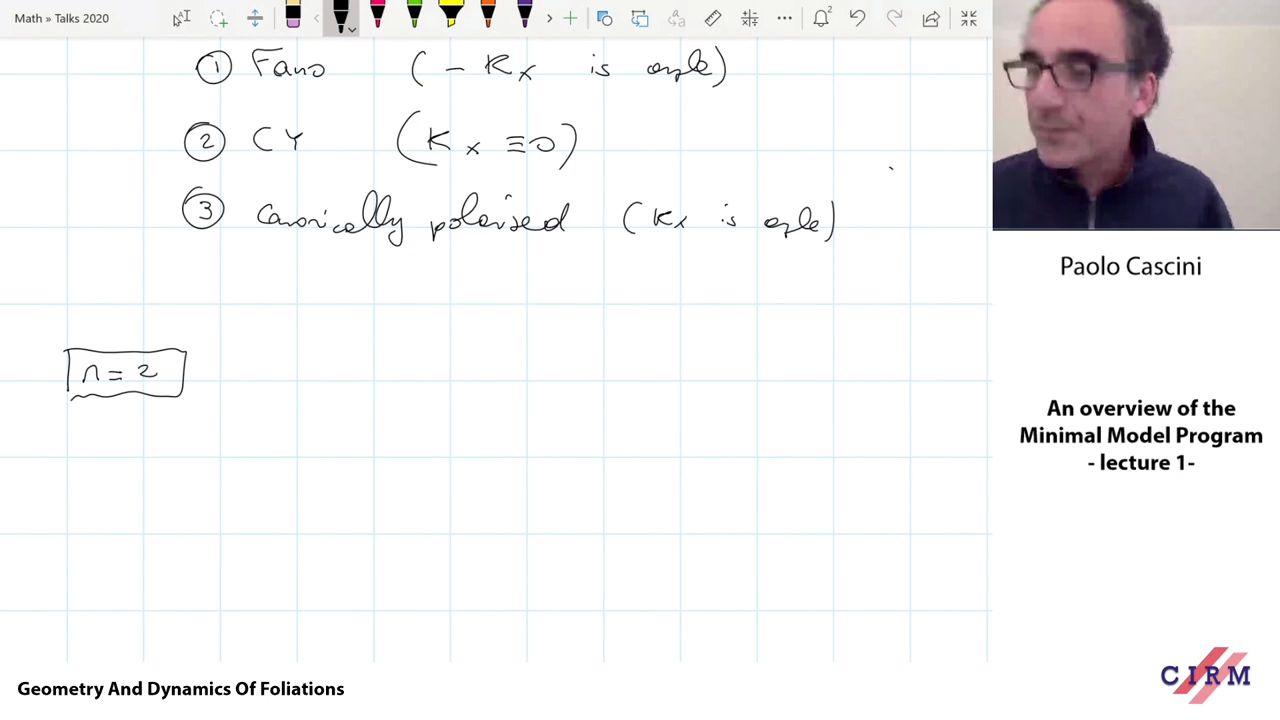 Math » Talks 2020
① Fano (- Kx is ample)
② CY (Kx ≡ 0)
③ canonically polarised (Kx is ample)
n = 2
Paolo Cascini
An overview of the
Minimal Model Program
- lecture 1-
Geometry And Dynamics Of Foliations
CIRM